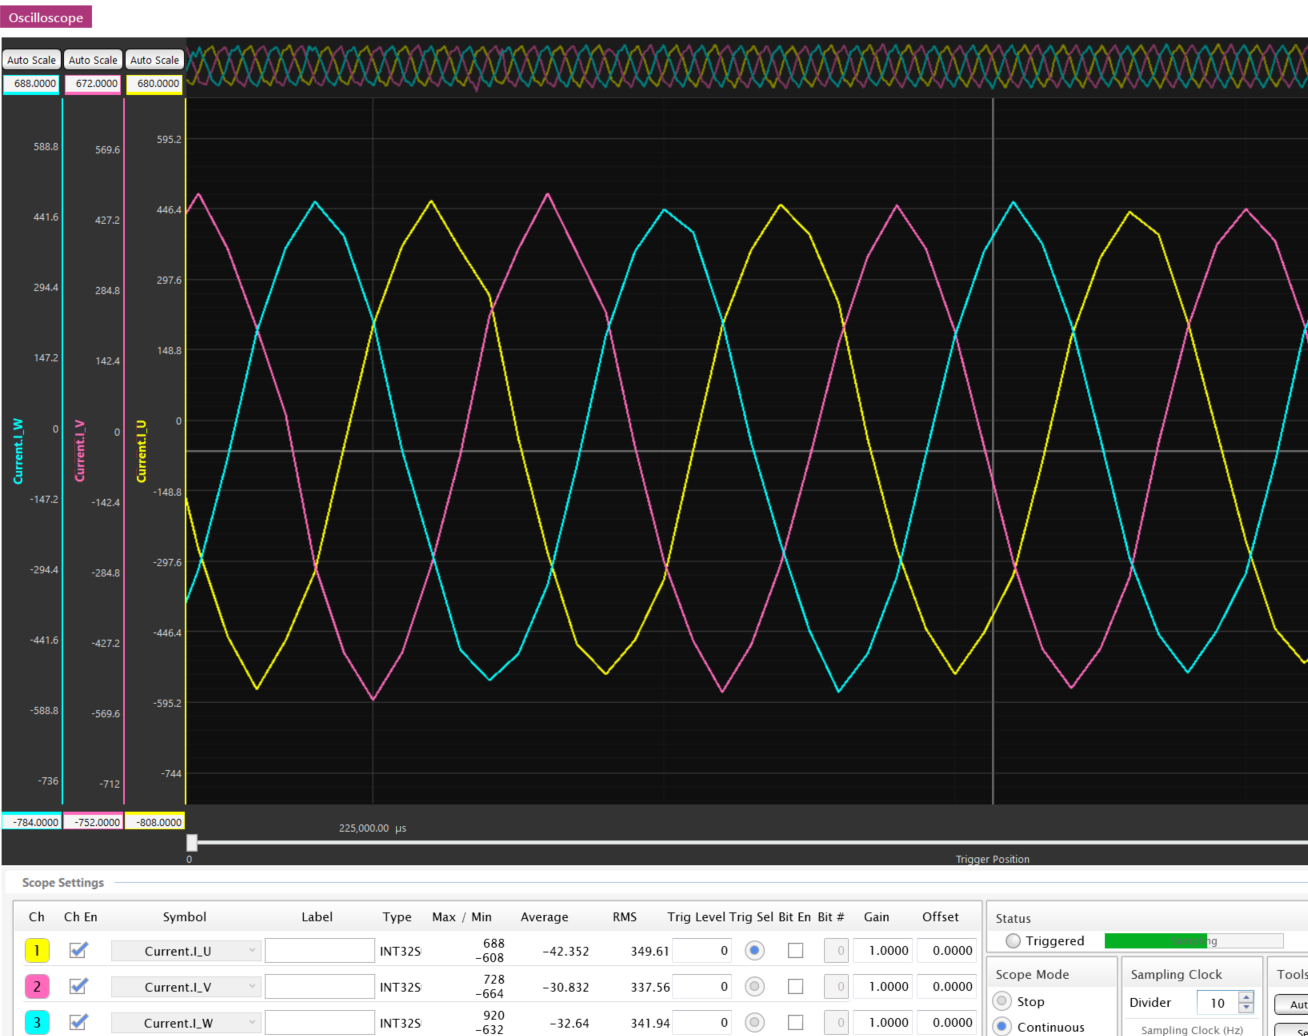 Oscilloscope
Auto Scale Auto Scale Auto Scale
688.0000 672.0000 680.0000
588.8 569.6 595.2
441.6 427.2 446.4
294.4 284.8 297.6
147.2 142.4 148.8
0 0 0
Current.I_W Current.I_V Current.I_U
-147.2 -142.4 -148.8
-294.4 -284.8 -297.6
-441.6 -427.2 -446.4
-588.8 -569.6 -595.2
-736 -712 -744
-784.0000 -752.0000 -808.0000
225,000.00 µs
0 Trigger Position
Scope Settings
Ch Ch En Symbol Label Type Max / Min Average RMS Trig Level Trig Sel Bit En Bit # Gain Offset
1 Current.I_U INT32S 688 -608 -42.352 349.61 0 0 1.0000 0.0000
2 Current.I_V INT32S 728 -664 -30.832 337.56 0 0 1.0000 0.0000
3 Current.I_W INT32S 920 -632 -32.64 341.94 0 0 1.0000 0.0000
Status
Triggered
Scope Mode Sampling Clock Tools
Stop Divider 10 Aut
Continuous Sampling Clock (Hz)